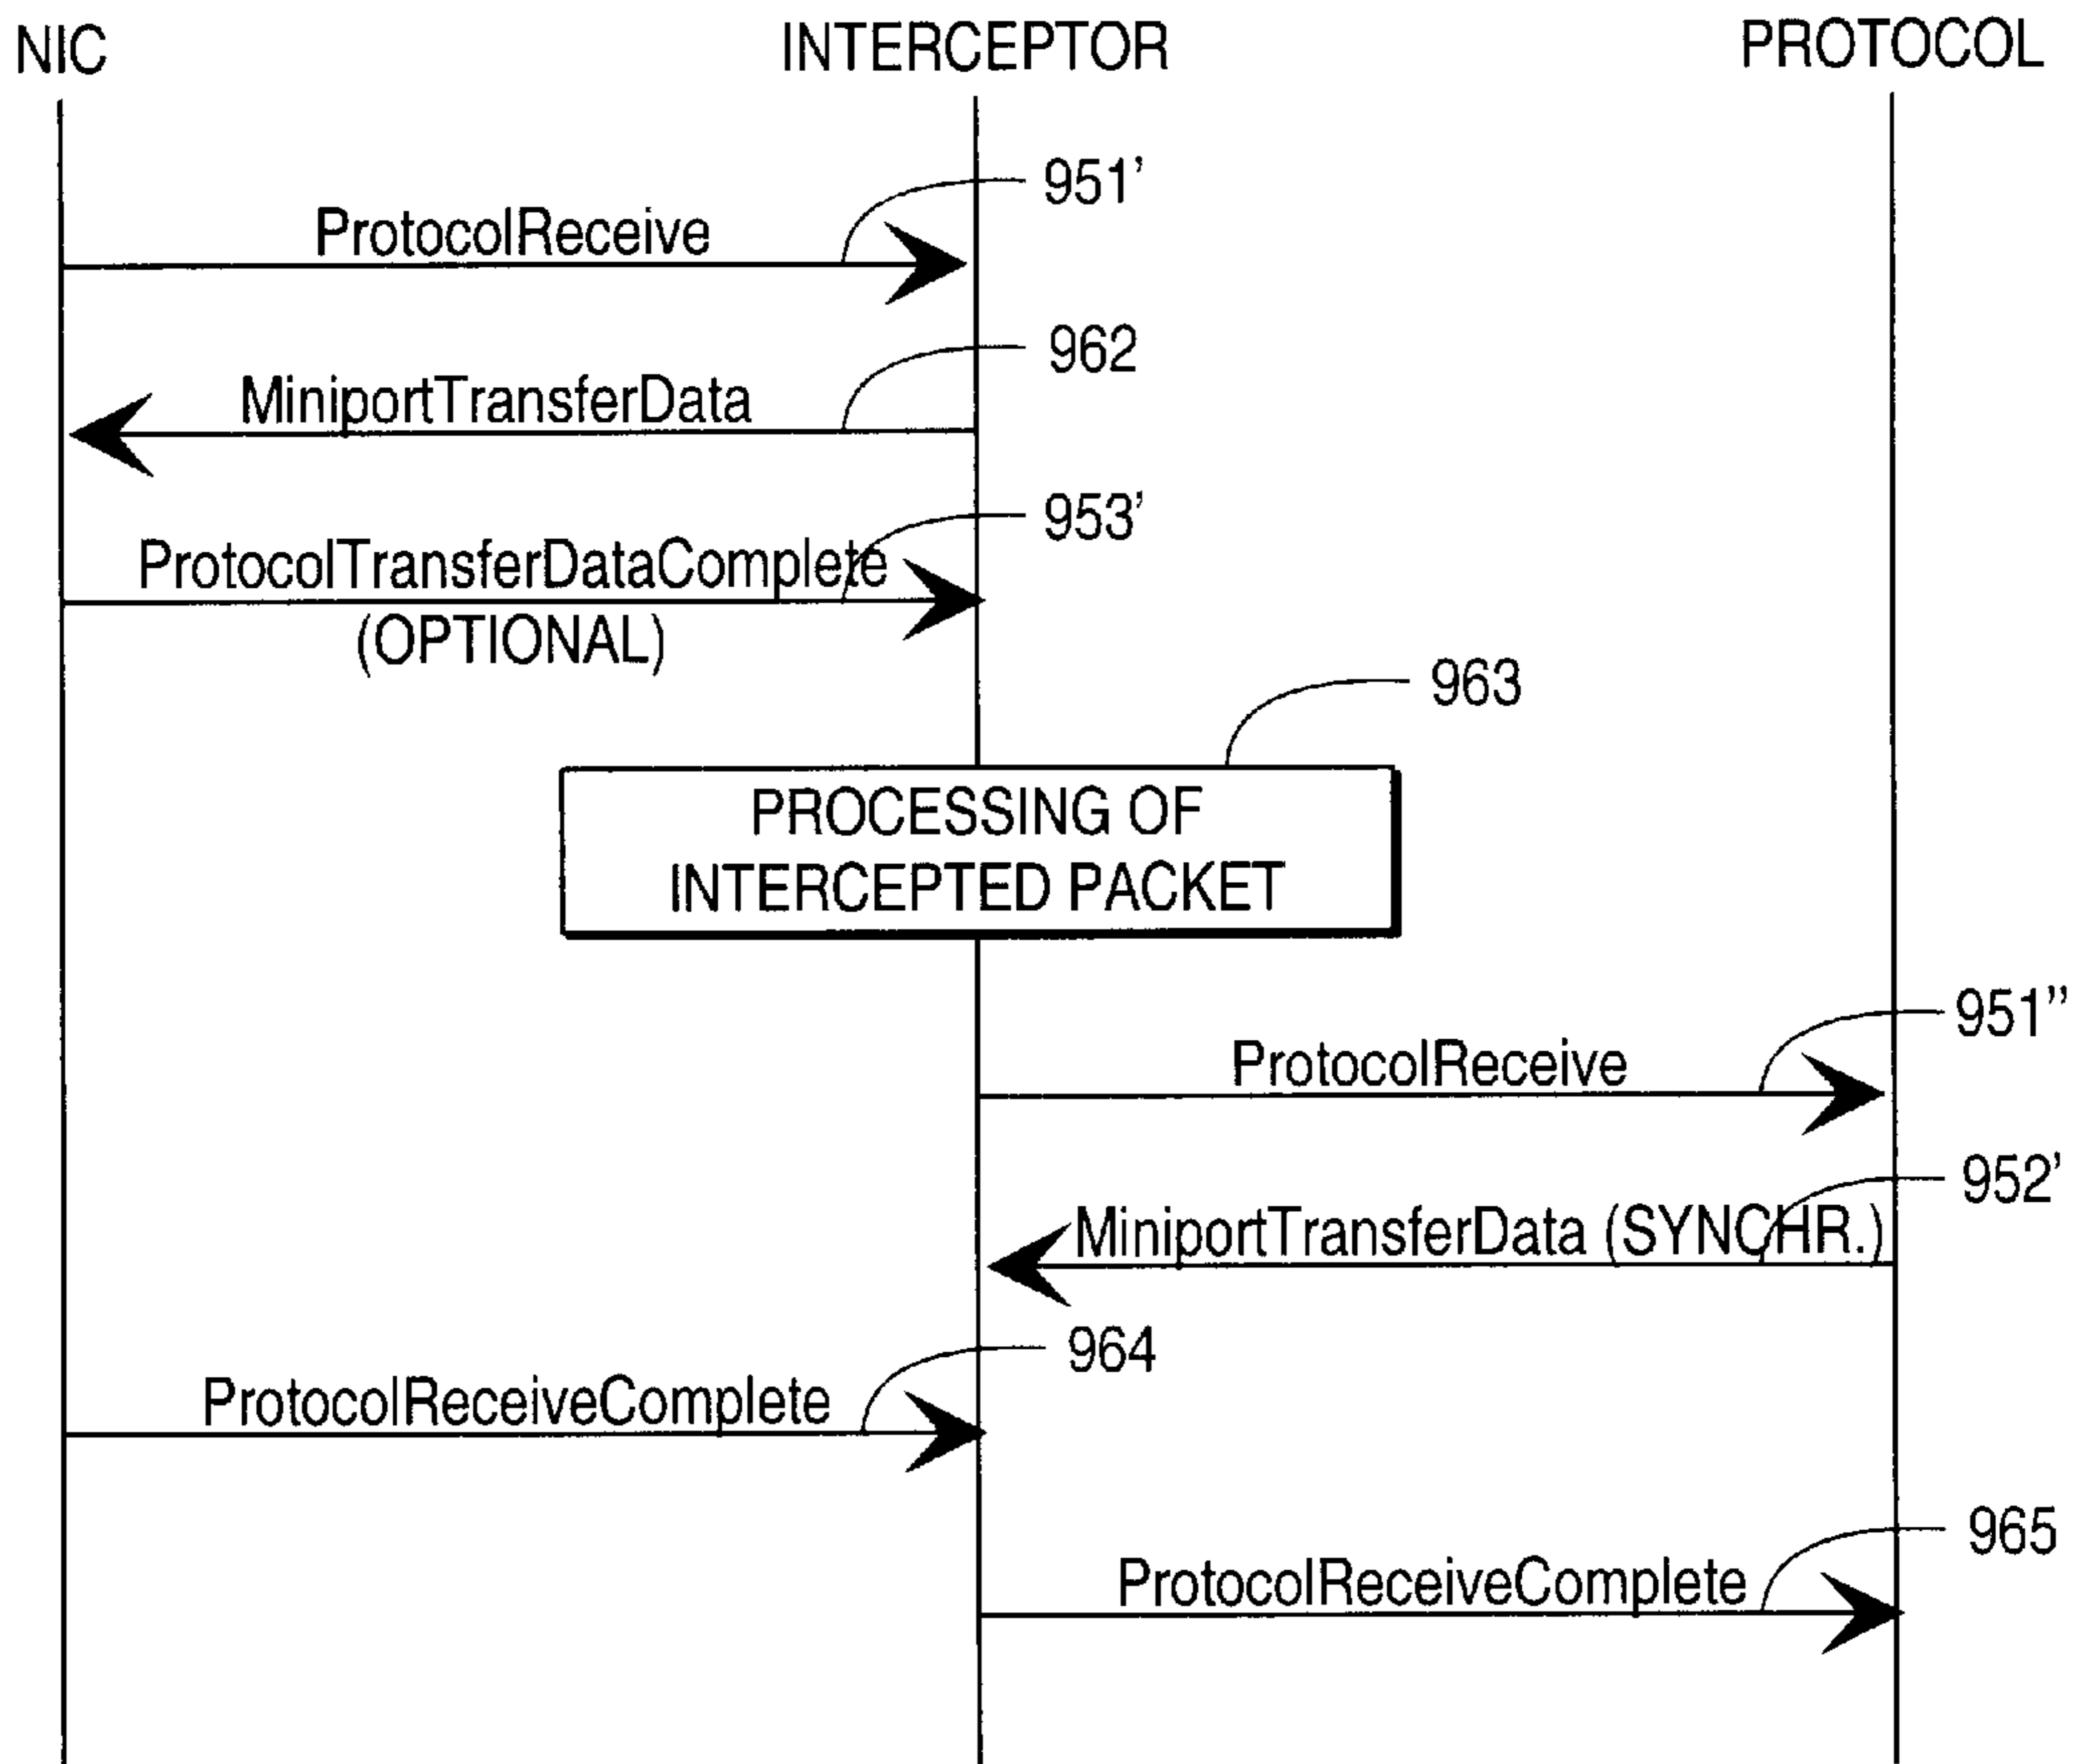 NIC
INTERCEPTOR
PROTOCOL
951'
ProtocolReceive
962
MiniportTransferData
953'
ProtocolTransferDataComplete
(OPTIONAL)
963
PROCESSING OF
INTERCEPTED PACKET
951"
ProtocolReceive
952'
MiniportTransferData (SYNCHR.)
964
ProtocolReceiveComplete
965
ProtocolReceiveComplete